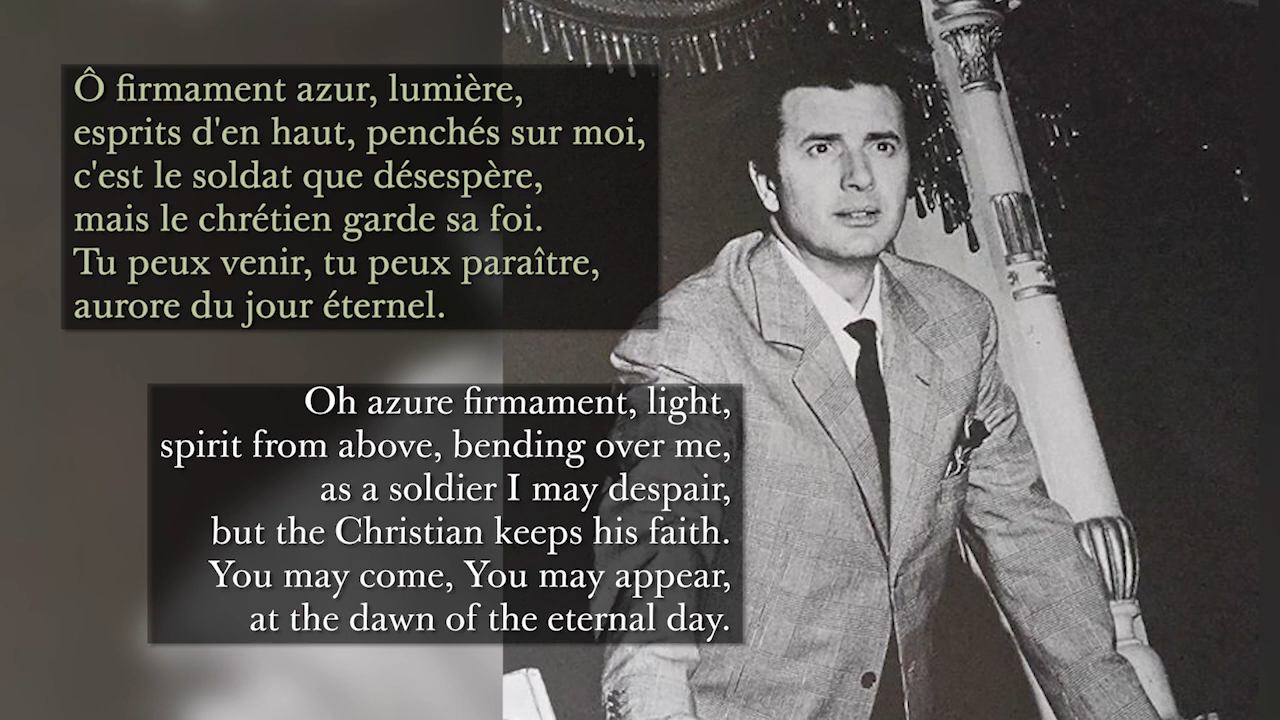 Ô firmament azur, lumière,
esprits d'en haut, penchés sur moi,
c'est le soldat que désespère,
mais le chrétien garde sa foi.
Tu peux venir, tu peux paraître,
aurore du jour éternel.
Oh azure firmament, light,
spirit from above, bending over me,
as a soldier I may despair,
but the Christian keeps his faith.
You may come, You may appear,
at the dawn of the eternal day.